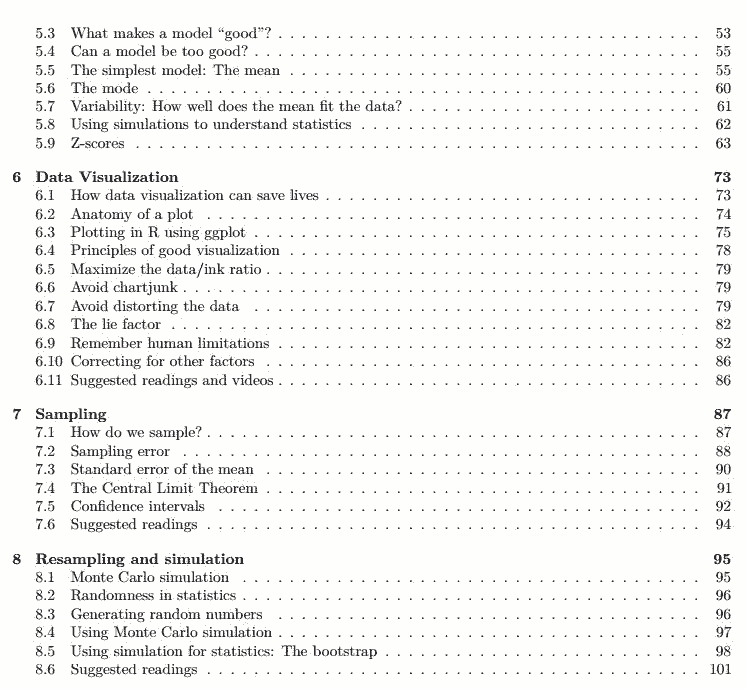 5.3 What makes a model “good”? . . . . . . . . . . . . . . . . . . . . . . . . . . . . . . . . . . . . 53
5.4 Can a model be too good? . . . . . . . . . . . . . . . . . . . . . . . . . . . . . . . . . . . . . . 55
5.5 The simplest model: The mean . . . . . . . . . . . . . . . . . . . . . . . . . . . . . . . . . . . 55
5.6 The mode . . . . . . . . . . . . . . . . . . . . . . . . . . . . . . . . . . . . . . . . . . . . . . . 60
5.7 Variability: How well does the mean fit the data? . . . . . . . . . . . . . . . . . . . . . . . . . 61
5.8 Using simulations to understand statistics . . . . . . . . . . . . . . . . . . . . . . . . . . . . . 62
5.9 Z-scores . . . . . . . . . . . . . . . . . . . . . . . . . . . . . . . . . . . . . . . . . . . . . . . . 63
6 Data Visualization 73
6.1 How data visualization can save lives . . . . . . . . . . . . . . . . . . . . . . . . . . . . . . . . 73
6.2 Anatomy of a plot . . . . . . . . . . . . . . . . . . . . . . . . . . . . . . . . . . . . . . . . . . 74
6.3 Plotting in R using ggplot . . . . . . . . . . . . . . . . . . . . . . . . . . . . . . . . . . . . . . 75
6.4 Principles of good visualization . . . . . . . . . . . . . . . . . . . . . . . . . . . . . . . . . . . 78
6.5 Maximize the data/ink ratio . . . . . . . . . . . . . . . . . . . . . . . . . . . . . . . . . . . . . 79
6.6 Avoid chartjunk . . . . . . . . . . . . . . . . . . . . . . . . . . . . . . . . . . . . . . . . . . . . 79
6.7 Avoid distorting the data . . . . . . . . . . . . . . . . . . . . . . . . . . . . . . . . . . . . . . 79
6.8 The lie factor . . . . . . . . . . . . . . . . . . . . . . . . . . . . . . . . . . . . . . . . . . . . . 82
6.9 Remember human limitations . . . . . . . . . . . . . . . . . . . . . . . . . . . . . . . . . . . . 82
6.10 Correcting for other factors . . . . . . . . . . . . . . . . . . . . . . . . . . . . . . . . . . . . . 86
6.11 Suggested readings and videos . . . . . . . . . . . . . . . . . . . . . . . . . . . . . . . . . . . . 86
7 Sampling 87
7.1 How do we sample? . . . . . . . . . . . . . . . . . . . . . . . . . . . . . . . . . . . . . . . . . . 87
7.2 Sampling error . . . . . . . . . . . . . . . . . . . . . . . . . . . . . . . . . . . . . . . . . . . . 88
7.3 Standard error of the mean . . . . . . . . . . . . . . . . . . . . . . . . . . . . . . . . . . . . . 90
7.4 The Central Limit Theorem . . . . . . . . . . . . . . . . . . . . . . . . . . . . . . . . . . . . . 91
7.5 Confidence intervals . . . . . . . . . . . . . . . . . . . . . . . . . . . . . . . . . . . . . . . . . 92
7.6 Suggested readings . . . . . . . . . . . . . . . . . . . . . . . . . . . . . . . . . . . . . . . . . . 94
8 Resampling and simulation 95
8.1 Monte Carlo simulation . . . . . . . . . . . . . . . . . . . . . . . . . . . . . . . . . . . . . . . 95
8.2 Randomness in statistics . . . . . . . . . . . . . . . . . . . . . . . . . . . . . . . . . . . . . . . 96
8.3 Generating random numbers . . . . . . . . . . . . . . . . . . . . . . . . . . . . . . . . . . . . 96
8.4 Using Monte Carlo simulation . . . . . . . . . . . . . . . . . . . . . . . . . . . . . . . . . . . . 97
8.5 Using simulation for statistics: The bootstrap . . . . . . . . . . . . . . . . . . . . . . . . . . . 98
8.6 Suggested readings . . . . . . . . . . . . . . . . . . . . . . . . . . . . . . . . . . . . . . . . . . 101